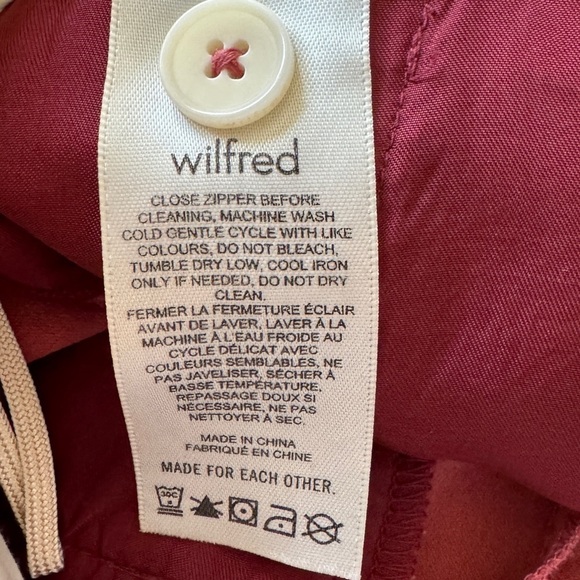 wilfred
CLOSE ZIPPER BEFORE
CLEANING, MACHINE WASH
COLD GENTLE CYCLE WITH LIKE
COLOURS, DO NOT BLEACH,
TUMBLE DRY LOW, COOL IRON
ONLY IF NEEDED, DO NOT DRY
CLEAN.
FERMER LA FERMETURE ÉCLAIR
AVANT DE LAVER, LAVER À LA
MACHINE À L'EAU FROIDE AU
CYCLE DÉLICAT AVEC
COULEURS SEMBLABLES, NE
PAS JAVELISER, SÉCHER À
BASSE TEMPÉRATURE,
REPASSAGE DOUX SI
NÉCESSAIRE, NE PAS
NETTOYER À SEC.
MADE IN CHINA
FABRIQUÉ EN CHINE
MADE FOR EACH OTHER.
30C